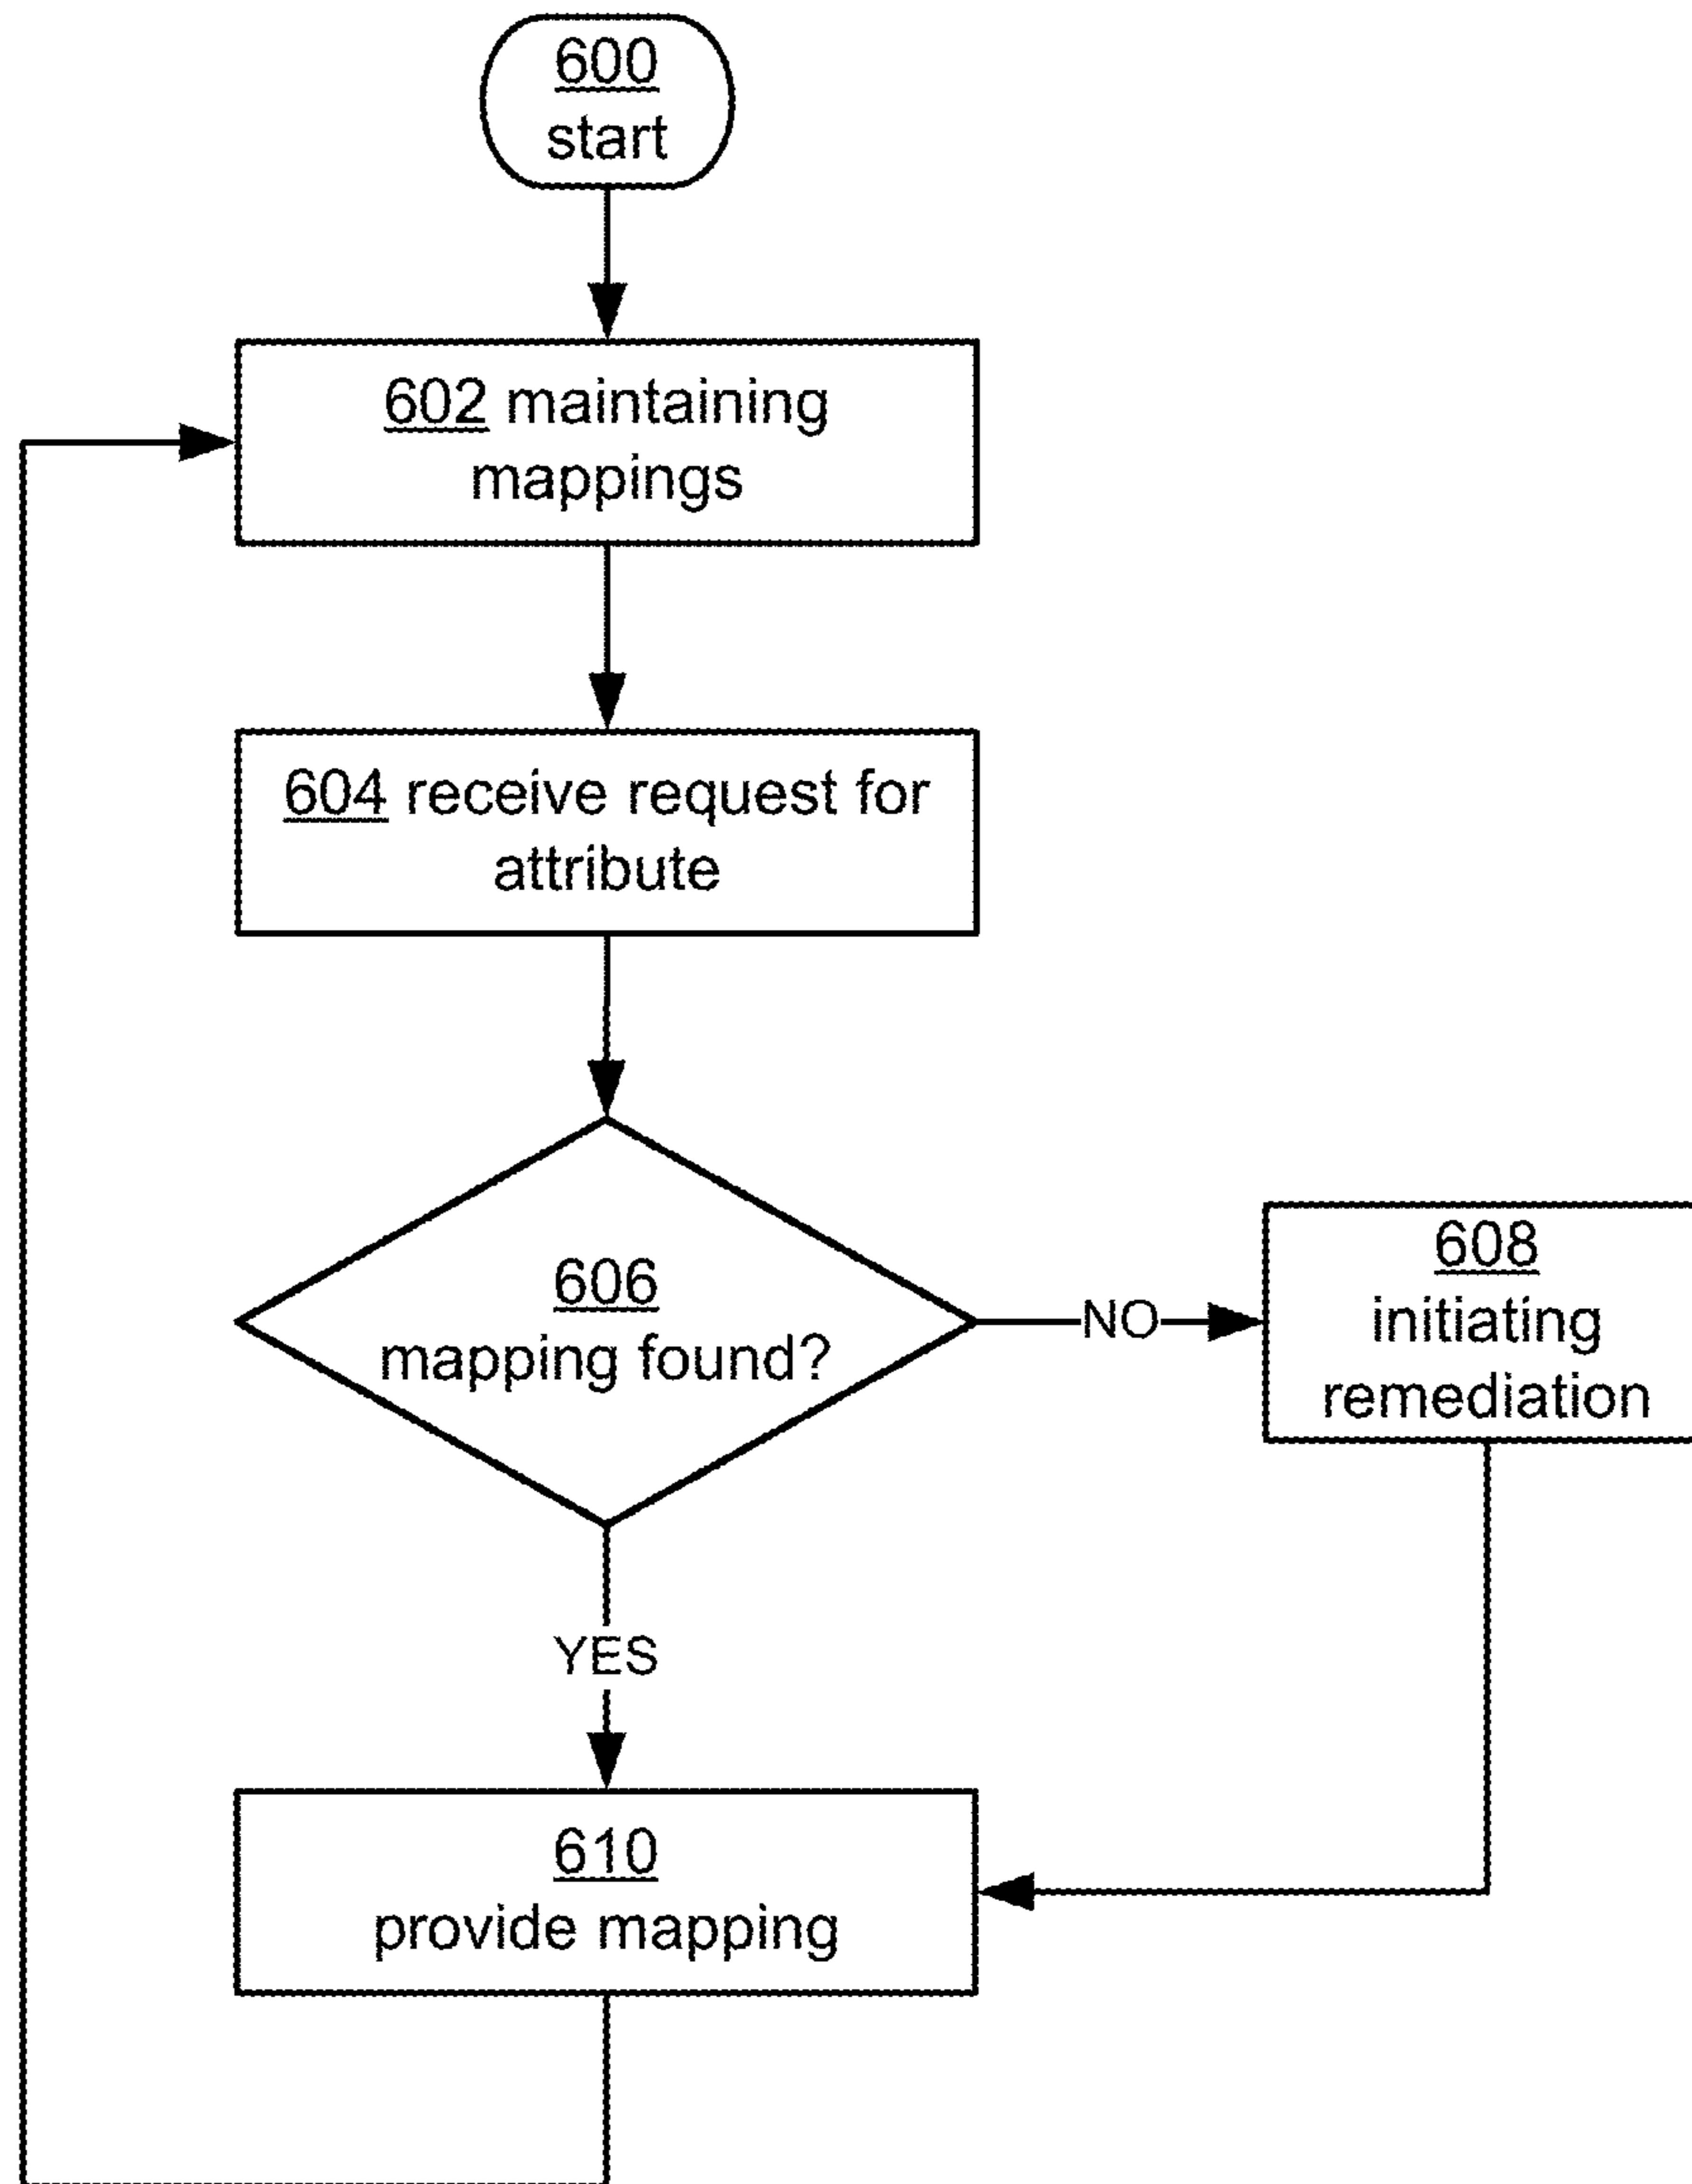 600
start
602 maintaining
mappings
604 receive request for
attribute
606
mapping found?
NO
608
initiating
remediation
YES
610
provide mapping